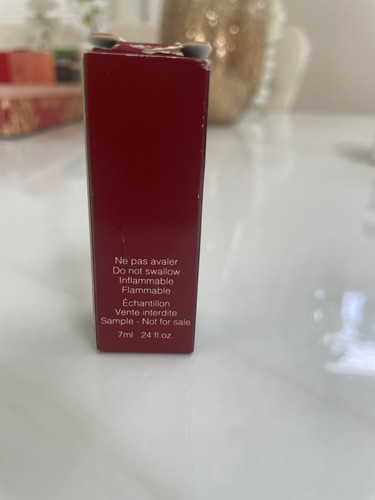 Ne pas avaler
Do not swallow
Inflammable
Flammable
Échantillon
Vente interdite
Sample - Not for sale
7ml  24 fl oz.